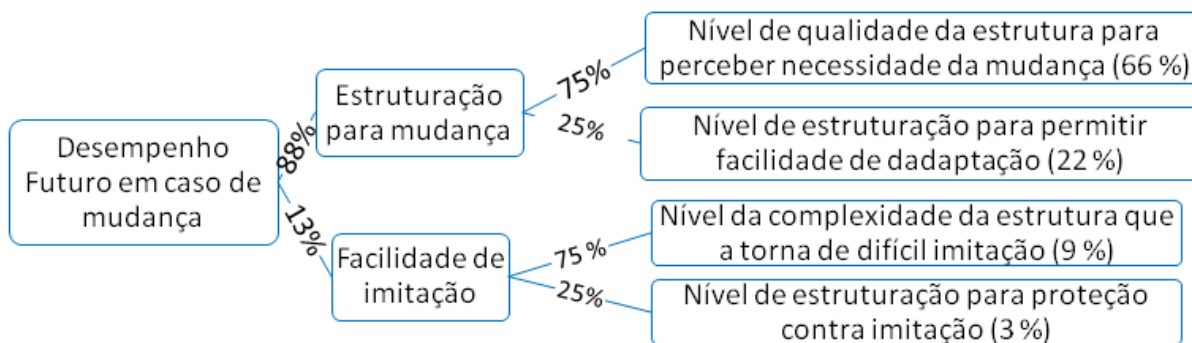 Desempenho
Futuro em caso de
mudança
88%
13%
Estruturação
para mudança
75%
25%
Nível de qualidade da estrutura para
perceber necessidade da mudança (66 %)
Nível de estruturação para permitir
facilidade de dadaptação (22 %)
Facilidade de
imitação
75 %
25%
Nível da complexidade da estrutura que
a torna de difícil imitação (9 %)
Nível de estruturação para proteção
contra imitação (3 %)